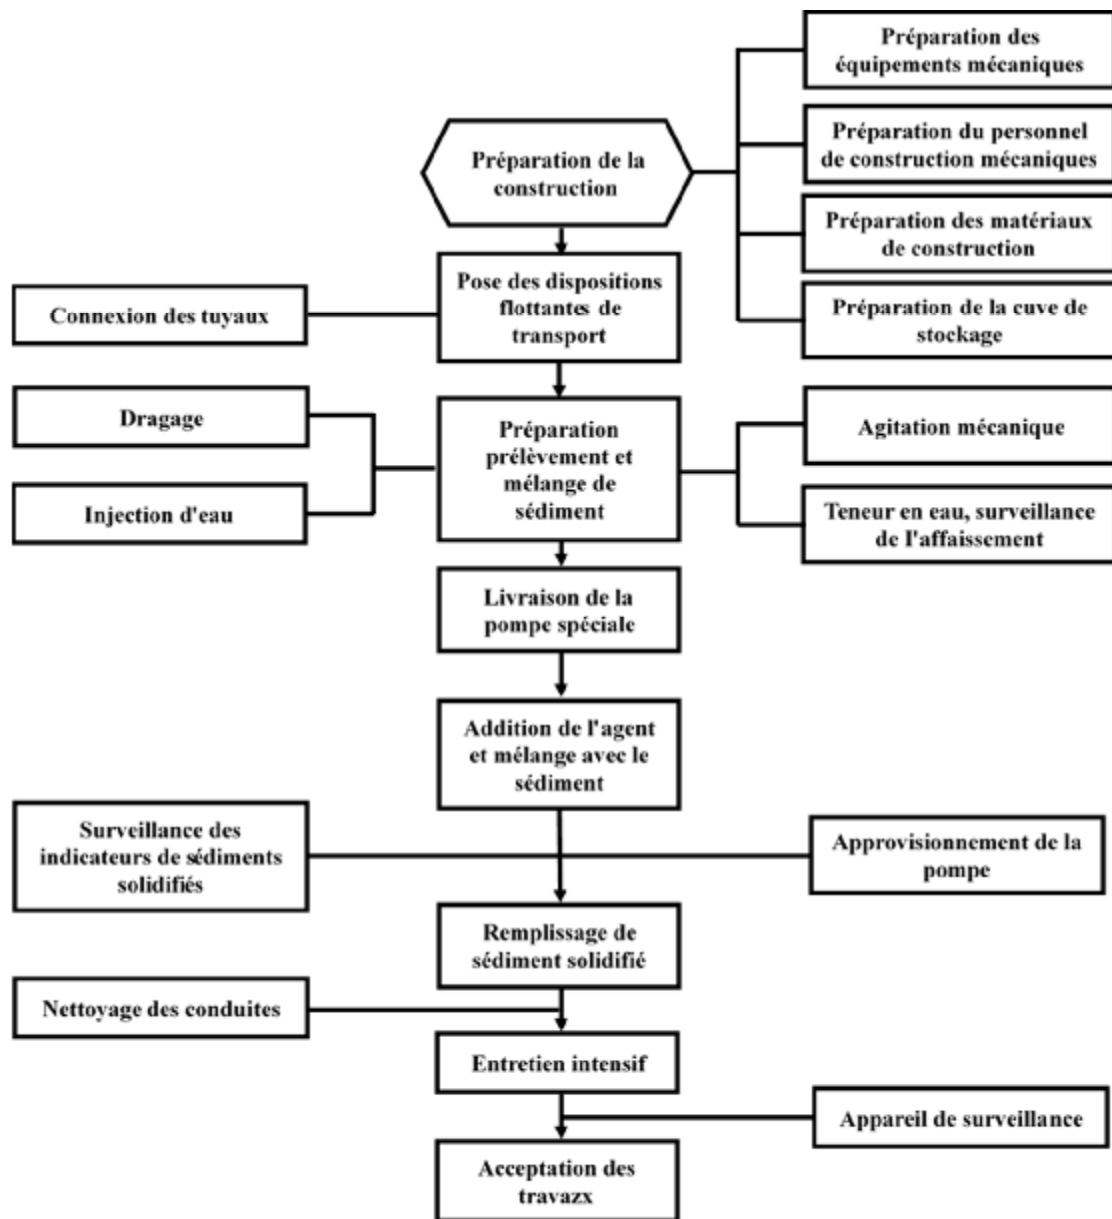 Préparation des
équipements mécaniques
Préparation du personnel
de construction mécaniques
Préparation de la
construction
Préparation des matériaux
de construction
Préparation de la cuve de
stockage
Pose des dispositions
flottantes de
transport
Connexion des tuyaux
Dragage
Injection d'eau
Préparation
prélèvement et
mélange de
sédiment
Agitation mécanique
Teneur en eau, surveillance
de l'affaissement
Livraison de la
pompe spéciale
Addition de l'agent
et mélange avec le
sédiment
Surveillance des
indicateurs de sédiments
solidifiés
Approvisionnement de la
pompe
Remplissage de
sédiment solidifié
Nettoyage des conduites
Entretien intensif
Appareil de surveillance
Acceptation des
travazx